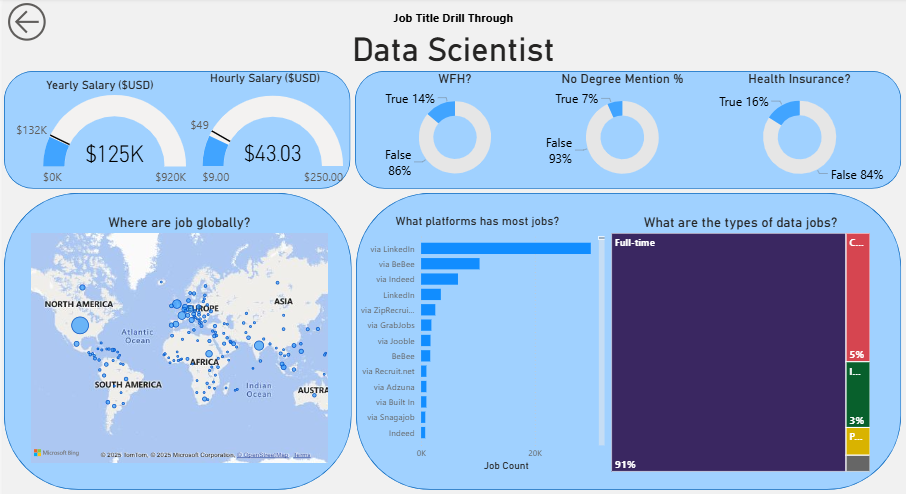 Job Title Drill Through
Data Scientist
Yearly Salary ($USD)
$132K
$125K
$0K
$920K
Hourly Salary ($USD)
$49
$43.03
$9.00
$250.00
WFH?
True 14%
False
86%
No Degree Mention %
True 7%
False
93%
Health Insurance?
True 16%
False 84%
Where are job globally?
NORTH AMERICA
EUROPE
ASIA
Atlantic
Ocean
AFRICA
SOUTH AMERICA
Indian
Ocean
AUSTRA
Microsoft Bing
© 2025 TomTom, © 2025 Microsoft Corporation, © OpenStreetMap Terms
What platforms has most jobs?
via LinkedIn
via BeBee
via Indeed
LinkedIn
via ZipRecrui...
via GrabJobs
via Jooble
BeBee
via Recruit.net
via Adzuna
via Built In
via Snagajob
Indeed
0K
20K
Job Count
What are the types of data jobs?
Full-time
91%
C...
5%
I...
3%
P...